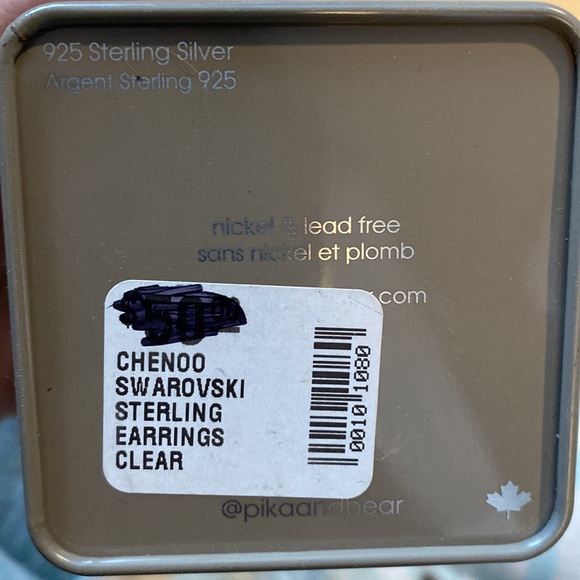 925 Sterling Silver
Argent Sterling 925
nickel & lead free
sans nickel et plomb
.com
CHENOO
SWAROVSKI
STERLING
EARRINGS
CLEAR
0010 1080
@pikaandbear